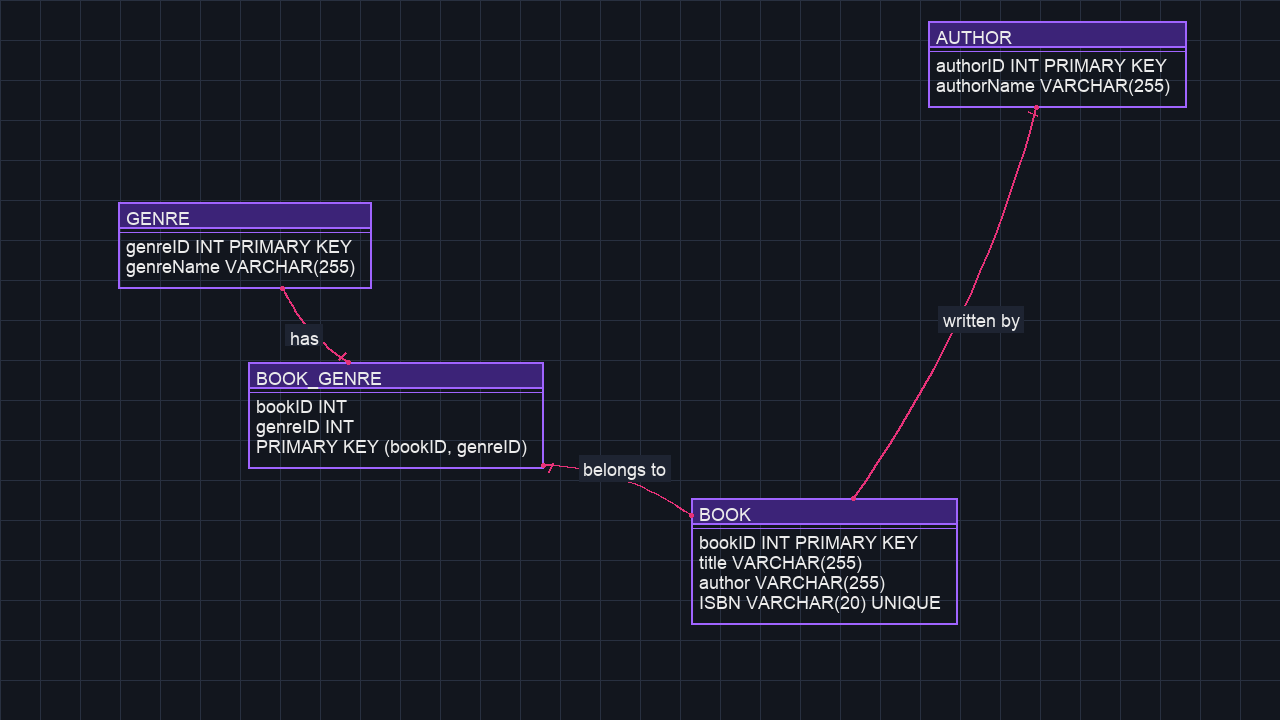 AUTHOR
authorID INT PRIMARY KEY
authorName VARCHAR(255)
GENRE
genreID INT PRIMARY KEY
genreName VARCHAR(255)
written by
has
BOOK_GENRE
bookID INT
genreID INT
PRIMARY KEY (bookID, genreID)
belongs to
BOOK
bookID INT PRIMARY KEY
title VARCHAR(255)
author VARCHAR(255)
ISBN VARCHAR(20) UNIQUE